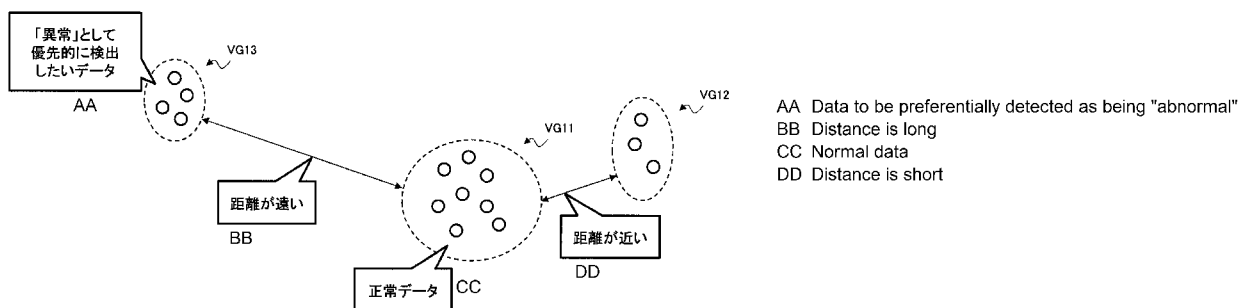 「異常」として
優先的に検出
したいデータ
AA
VG13
VG12
VG11
距離が遠い
BB
距離が近い
DD
正常データ
CC
AA Data to be preferentially detected as being "abnormal"
BB Distance is long
CC Normal data
DD Distance is short